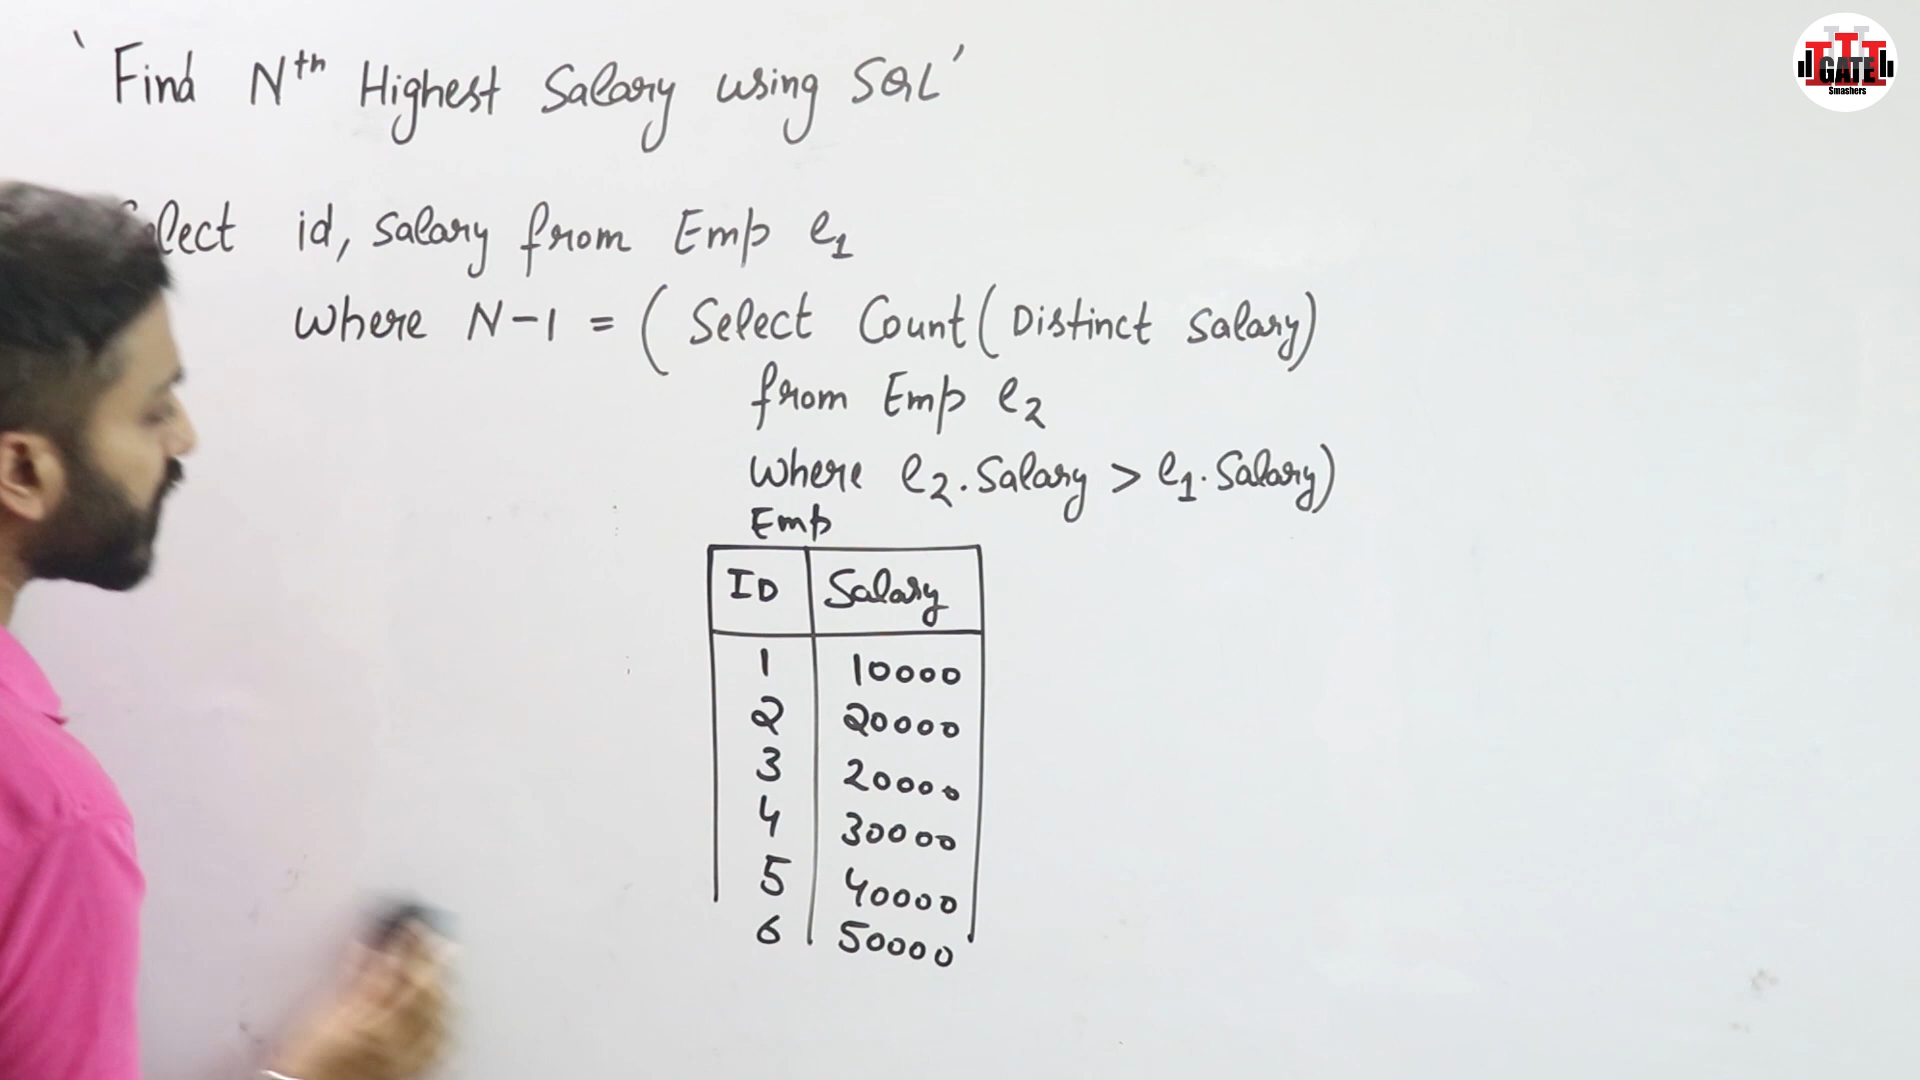 'Find Nth Highest Salary using SQL'
id, Salary from Emp e1
where N-1 = ( Select Count( Distinct Salary)
from Emp e2
where e2.Salary > e1.Salary)
Emp
ID Salary
1 10000
2 20000
3 20000
4 30000
5 40000
6 50000
GATE
Smashers